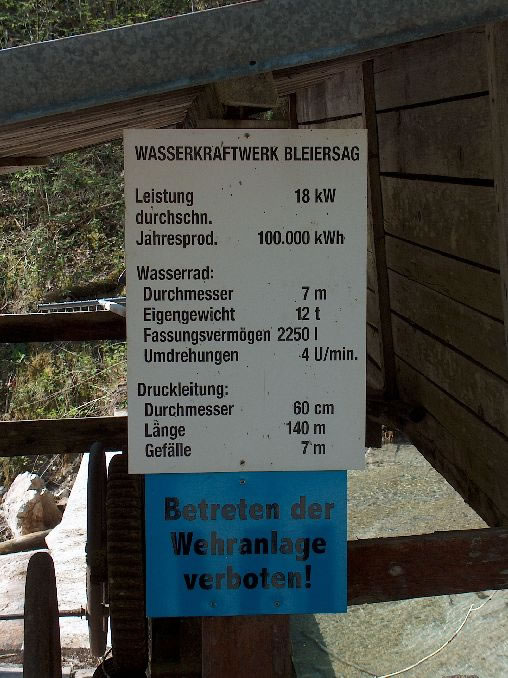 WASSERKRAFTWERK BLEIERSAG
Leistung 18 kW
durchschn.
Jahresprod. 100.000 kWh
Wasserrad:
Durchmesser 7 m
Eigengewicht 12 t
Fassungsvermögen 2250 l
Umdrehungen 4 U/min.
Druckleitung:
Durchmesser 60 cm
Länge 140 m
Gefälle 7 m
Betreten der
Wehranlage
verboten!